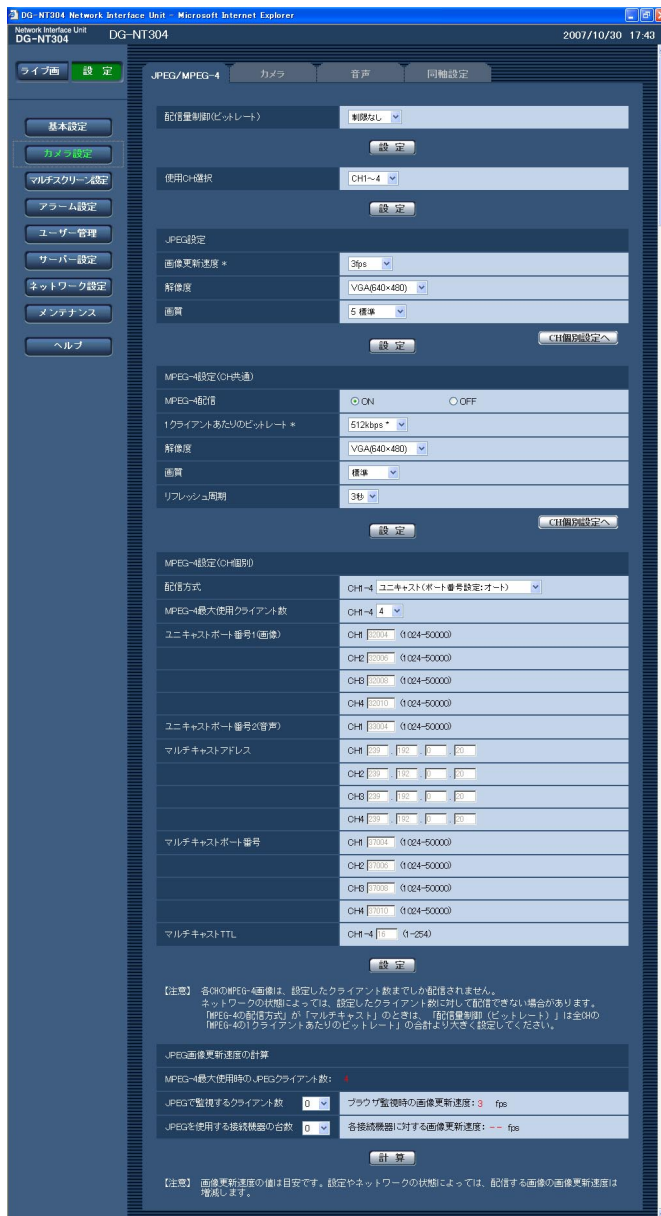 DG-NT304 Network Interface Unit - Microsoft Internet Explorer
Network Interface Unit
DG-NT304 DG-NT304 2007/10/30 17:43
ライブ画 設 定
基本設定
カメラ設定
マルチスクリーン設定
アラーム設定
ユーザー管理
サーバー設定
ネットワーク設定
メンテナンス
ヘルプ
JPEG/MPEG-4 カメラ 音声 同軸設定
配信量制御(ビットレート) 制限なし
設 定
使用CH選択 CH1～4
設 定
JPEG設定
画像更新速度 * 3fps
解像度 VGA(640×480)
画質 5 標準
設 定 CH個別設定へ
MPEG-4設定(CH共通)
MPEG-4配信 ON OFF
1クライアントあたりのビットレート * 512kbps *
解像度 VGA(640×480)
画質 標準
リフレッシュ周期 3秒
設 定 CH個別設定へ
MPEG-4設定(CH個別)
配信方式 CH1-4 ユニキャスト(ポート番号設定:オート)
MPEG-4最大使用クライアント数 CH1-4 4
ユニキャストポート番号1(画像) CH1 32004 (1024-50000)
CH2 32006 (1024-50000)
CH3 32008 (1024-50000)
CH4 32010 (1024-50000)
ユニキャストポート番号2(音声) CH1 33004 (1024-50000)
マルチキャストアドレス CH1 239 . 192 . 0 . 20
CH2 239 . 192 . 0 . 20
CH3 239 . 192 . 0 . 20
CH4 239 . 192 . 0 . 20
マルチキャストポート番号 CH1 37004 (1024-50000)
CH2 37006 (1024-50000)
CH3 37008 (1024-50000)
CH4 37010 (1024-50000)
マルチキャストTTL CH1-4 16 (1-254)
設 定
【注意】 各CHのMPEG-4画像は、設定したクライアント数までしか配信されません。
ネットワークの状態によっては、設定したクライアント数に対して配信できない場合があります。
「MPEG-4の配信方式」が「マルチキャスト」のときは、「配信量制御（ビットレート）」は全CHの
「MPEG-4の1クライアントあたりのビットレート」の合計より大きく設定してください。
JPEG画像更新速度の計算
MPEG-4最大使用時のJPEGクライアント数:
JPEGで監視するクライアント数 0 ブラウザ監視時の画像更新速度: 3 fps
JPEGを使用する接続機器の台数 0 各接続機器に対する画像更新速度: -- fps
計 算
【注意】 画像更新速度の値は目安です。設定やネットワークの状態によっては、配信する画像の画像更新速度は
増減します。